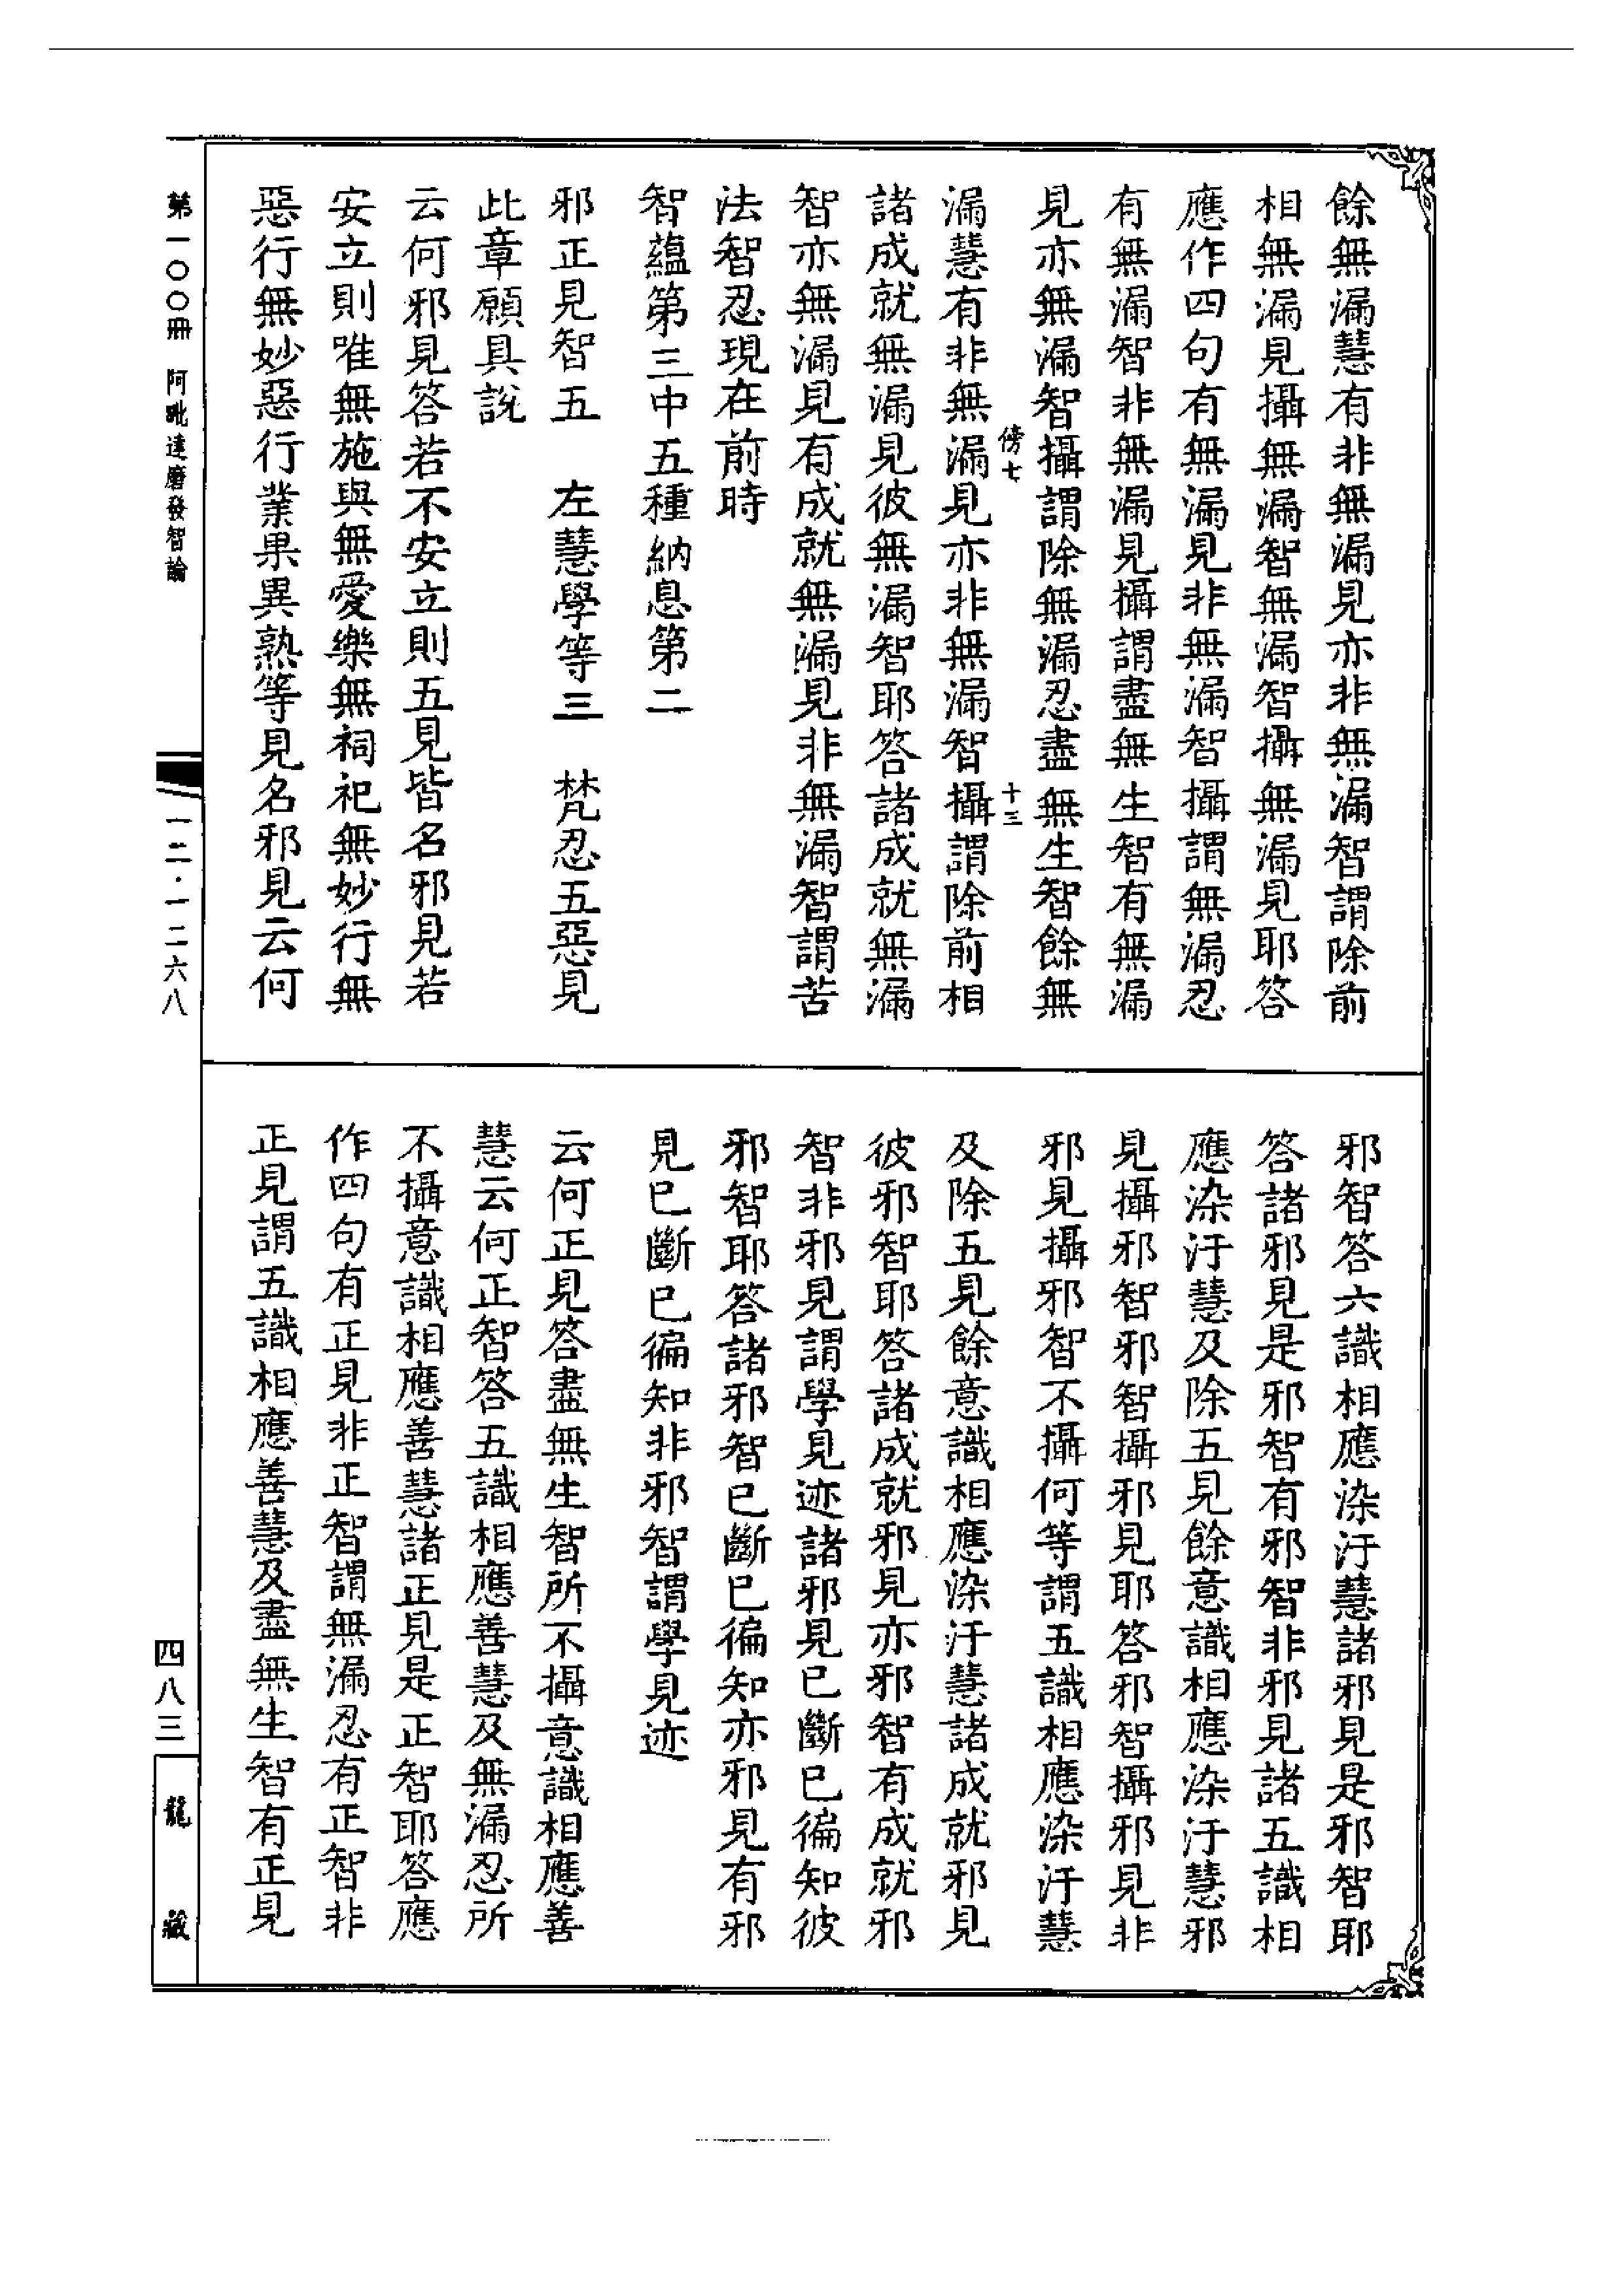 餘無漏慧有非無漏見亦非無漏智謂除前
相無漏見攝無漏智無漏智攝無漏見耶答
應作四句有無漏見非無漏智攝謂無漏忍
有無漏智非無漏見攝謂盡無生智有無漏
見亦無漏智攝謂除無漏忍盡無生智餘無
傍七
十三
漏慧有非無漏見亦非無漏智攝謂除前相
諸成就無漏見彼無漏智耶答諸成就無漏
智亦無漏見有成就無漏見非無漏智謂苦
法智忍現在前時
智蘊第三中五種納息第二
邪正見智五 左慧學等三 梵忍五惡見
此章願具說
云何邪見答若不安立則五見皆名邪見若
安立則唯無施與無愛樂無祠祀無妙行無
惡行無妙惡行業果異熟等見名邪見云何
邪智答六識相應染汙慧諸邪見是邪智耶
答諸邪見是邪智有邪智非邪見諸五識相
應染汙慧及除五見餘意識相應染汙慧邪
見攝邪智邪智攝邪見耶答邪智攝邪見非
邪見攝邪智不攝何等謂五識相應染汙慧
及除五見餘意識相應染汙慧諸成就邪見
彼邪智耶答諸成就邪見亦邪智有成就邪
智非邪見謂學見迹諸邪見已斷已徧知彼
邪智耶答諸邪智已斷已徧知亦邪見有邪
見已斷已徧知非邪智謂學見迹
云何正見答盡無生智所不攝意識相應善
慧云何正智答五識相應善慧及無漏忍所
不攝意識相應善慧諸正見是正智耶答應
作四句有正見非正智謂無漏忍有正智非
正見謂五識相應善慧及盡無生智有正見
第一〇〇冊 阿毗達磨發智論
一二·一二六八
四八三
龍藏